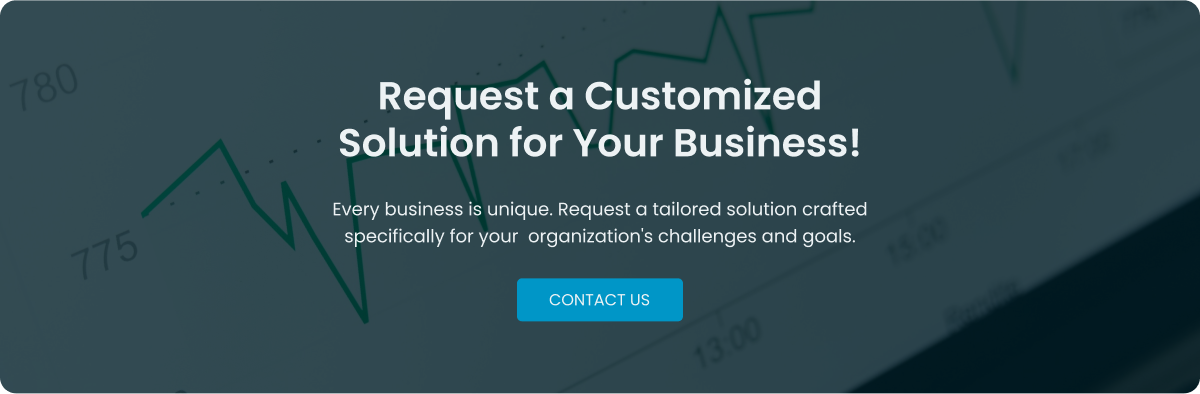 780
Request a Customized
Solution for Your Business!
775
Every business is unique. Request a tailored solution crafted
specifically for your  organization's challenges and goals.
15:00
CONTACT US
13:00